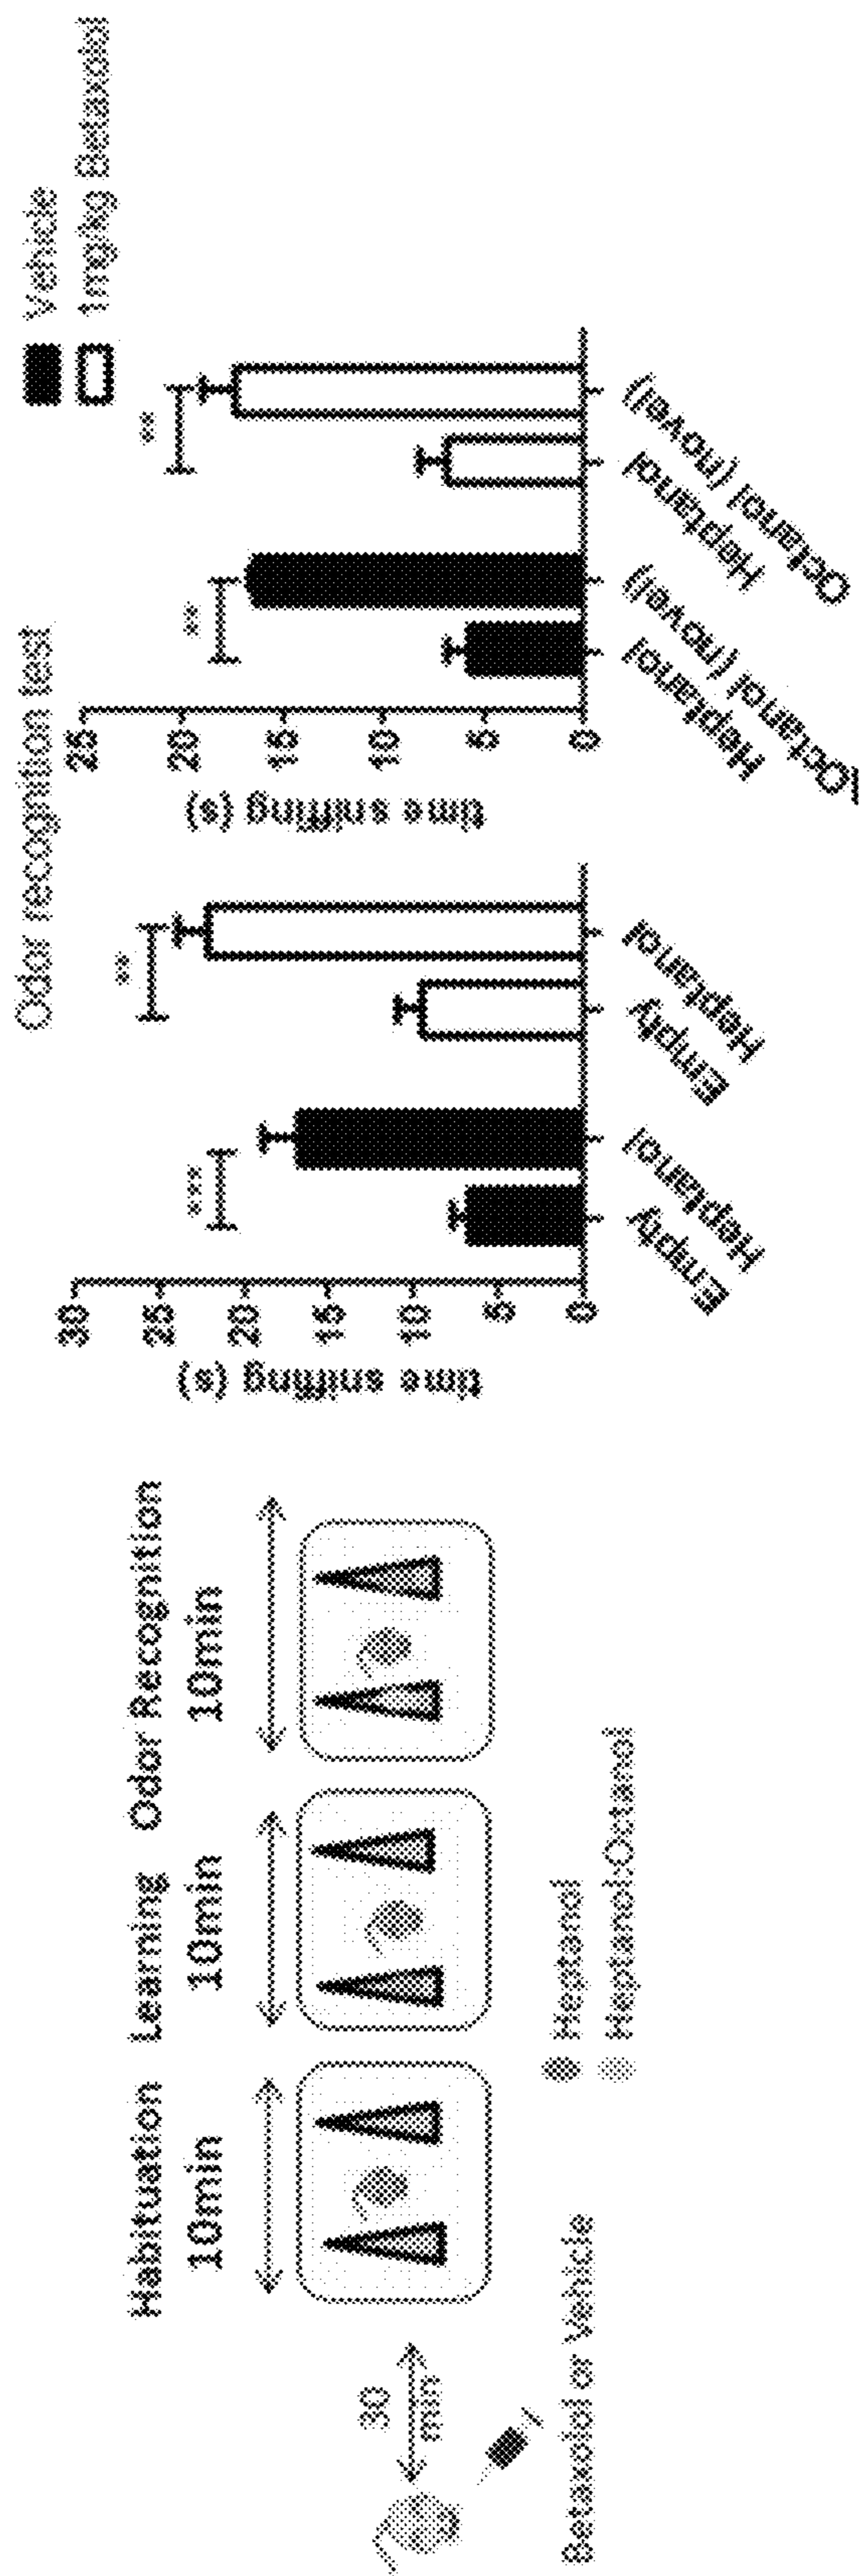 Habituation Learning Odor Recognition
10min 10min 10min
30
min
Betaxolol or Vehicle
Heptanol
Heptanol:Octanol
Odor recognition test
Vehicle
1mg/kg Betaxolol
time sniffing (s)
30
25
20
15
10
5
0
***
**
Empty
Heptanol
Empty
Heptanol
time sniffing (s)
25
20
15
10
5
0
**
**
Heptanol
Octanol (novel)
Heptanol
Octanol (novel)